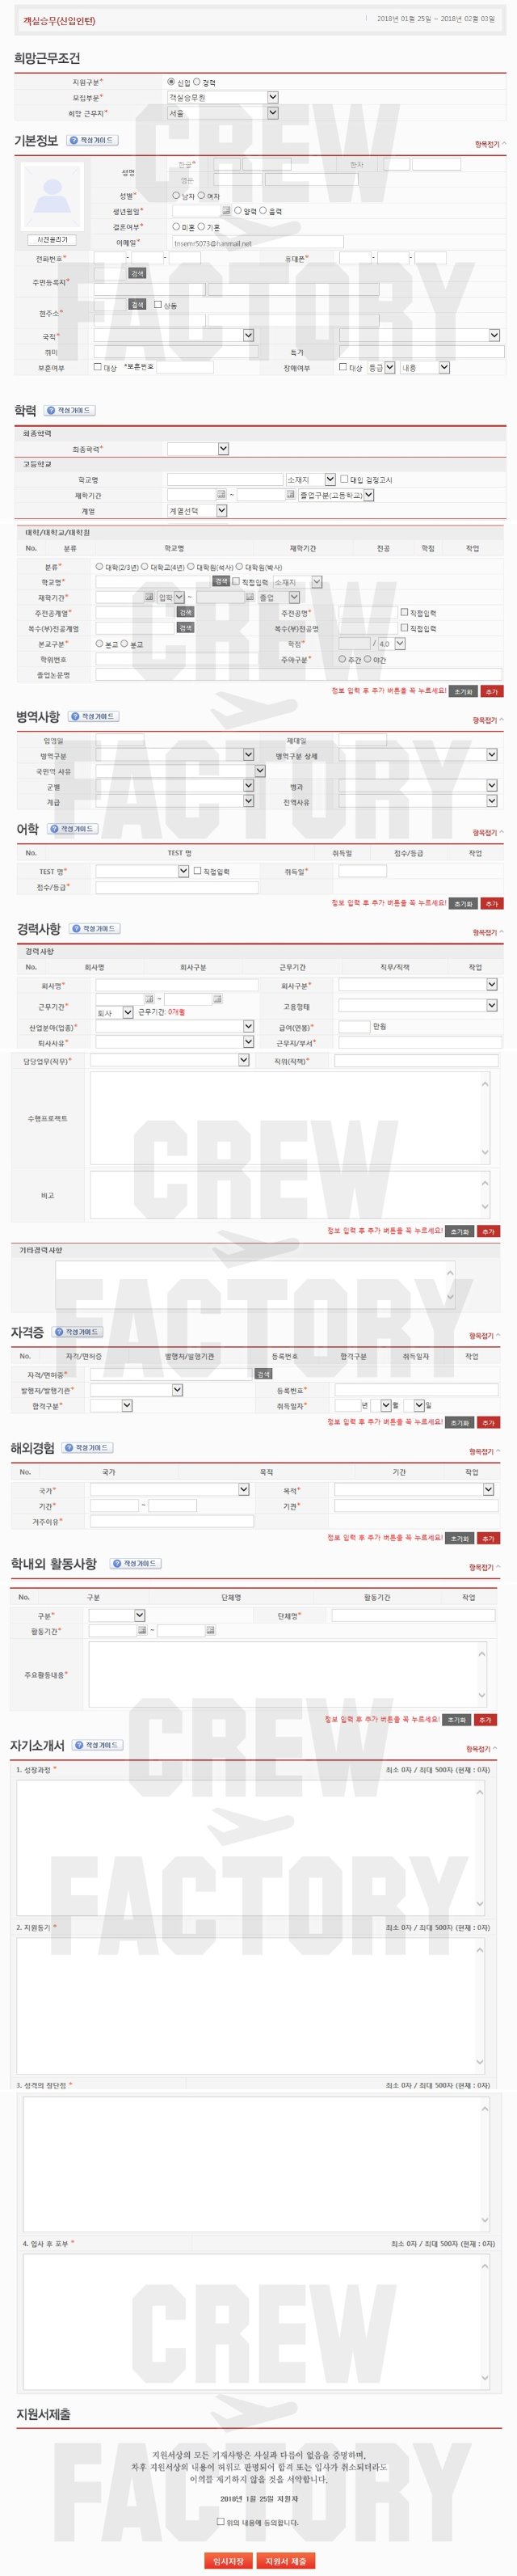 객실승무(신입인턴)
2018년 01월 25일 ~ 2018년 02월 03일
희망근무조건
지원구분* 신입 경력
모집부문* 객실승무원
희망 근무지* 서울
기본정보 작성가이드 항목접기
성명 한글* 한자
영문
사진올리기
성별* 남자 여자
생년월일* 양력 음력
결혼여부* 미혼 기혼
이메일* tnsemr5073@hanmail.net
전화번호* - - 휴대폰* - -
주민등록지* 검색
현주소* 검색 상동
국적*
취미 특기
보훈여부 대상 *보훈번호 장애여부 대상 등급 내용
학력 작성가이드
최종학력
최종학력*
고등학교
학교명 소재지 대입 검정고시
재학기간 ~ 졸업구분(고등학교)
계열 계열선택
대학/대학교/대학원
No. 분류 학교명 재학기간 전공 학점 작업
분류* 대학(2/3년) 대학교(4년) 대학원(석사) 대학원(박사)
학교명* 검색 직접입력 소재지
재학기간* 입학 ~ 졸업
주전공계열* 검색 주전공명* 직접입력
복수(부)전공계열 검색 복수(부)전공명 직접입력
본교구분* 본교 분교 학점* / 4.0
학위번호 주야구분* 주간 야간
졸업논문명
정보 입력 후 추가 버튼을 꼭 누르세요! 초기화 추가
병역사항 작성가이드 항목접기
입영일 제대일
병역구분 병역구분 상세
국민역 사유
군별 병과
계급 전역사유
어학 작성가이드 항목접기
No. TEST 명 취득일 점수/등급 작업
TEST 명* 직접입력 취득일*
점수/등급*
정보 입력 후 추가 버튼을 꼭 누르세요! 초기화 추가
경력사항 작성가이드 항목접기
경력사항
No. 회사명 회사구분 근무기간 직무/직책 작업
회사명* 회사구분*
근무기간* ~ 고용형태
퇴사 근무기간: 0개월
산업분야(업종)* 급여(연봉)* 만원
퇴사사유* 근무지/부서*
담당업무(직무)* 직위(직책)*
수행프로젝트
비고
정보 입력 후 추가 버튼을 꼭 누르세요! 초기화 추가
기타경력사항
자격증 작성가이드 항목접기
No. 자격/면허증 발행처/발행기관 등록번호 합격구분 취득일자 작업
자격/면허증* 검색
발행처/발행기관* 등록번호*
합격구분* 취득일자* 년 월 일
정보 입력 후 추가 버튼을 꼭 누르세요! 초기화 추가
해외경험 작성가이드 항목접기
No. 국가 목적 기간 작업
국가* 목적*
기간* ~ 기관*
거주이유*
정보 입력 후 추가 버튼을 꼭 누르세요! 초기화 추가
학내외 활동사항 작성가이드 항목접기
No. 구분 단체명 활동기간 작업
구분* 단체명*
활동기간* ~
주요활동내용*
정보 입력 후 추가 버튼을 꼭 누르세요! 초기화 추가
자기소개서 작성가이드 항목접기
1. 성장과정 * 최소 0자 / 최대 500자 (현재 : 0자)
2. 지원동기 * 최소 0자 / 최대 500자 (현재 : 0자)
3. 성격의 장단점 * 최소 0자 / 최대 500자 (현재 : 0자)
4. 입사 후 포부 * 최소 0자 / 최대 500자 (현재 : 0자)
지원서제출
지원서상의 모든 기재사항은 사실과 다름이 없음을 증명하며,
차후 지원서상의 내용이 허위로 판명되어 합격 또는 입사가 취소되더라도
이의를 제기하지 않을 것을 서약합니다.
2018년 1월 25일 지원자
위의 내용에 동의합니다.
임시저장 지원서 제출
CREW
FACTORY
CREW
FACTORY
CREW
FACTORY
CREW
FACTORY
CREW
FACTORY